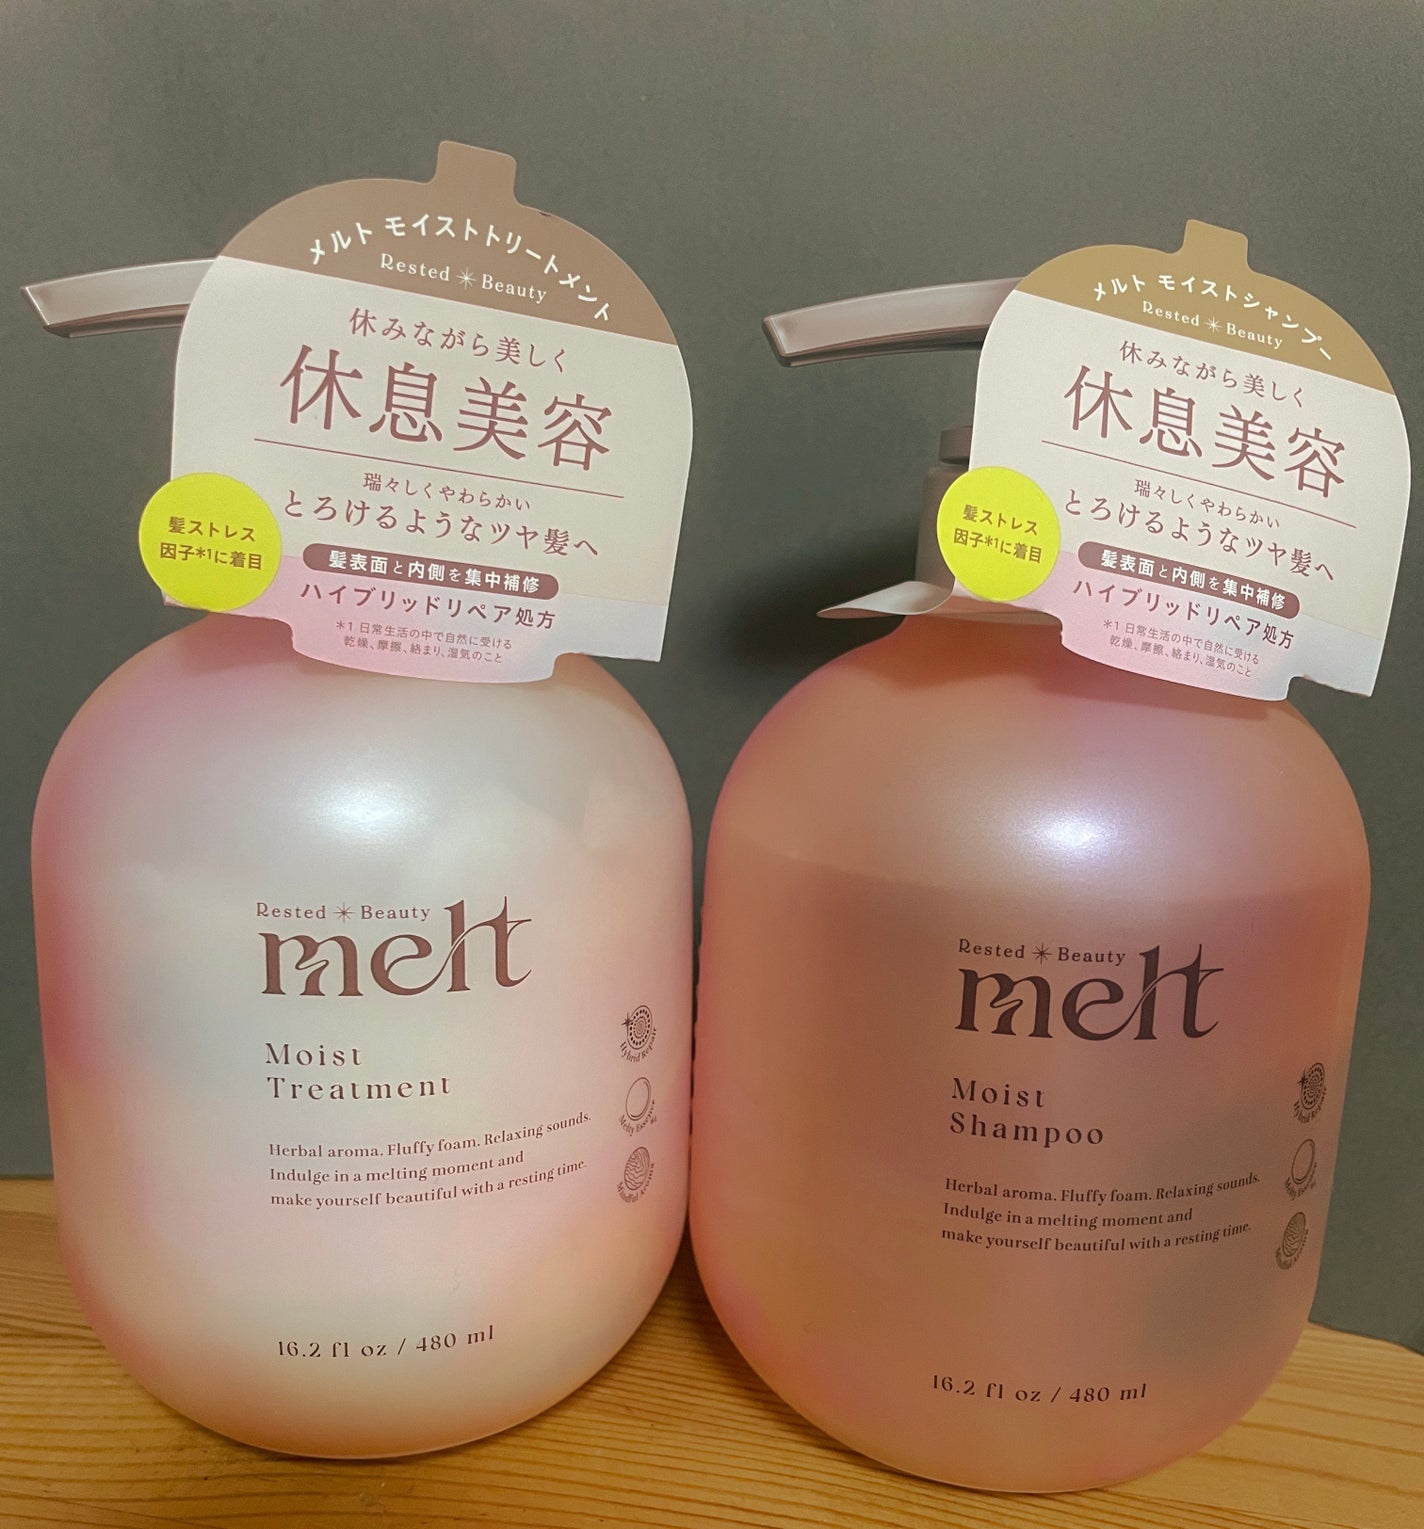 メルト モイストトリートメント
Rested Beauty
休みながら美しく
休息美容
瑞々しくやわらかい
とろけるようなツヤ髪へ
髪ストレス
因子*1に着目
髪表面と内側を集中補修
ハイブリッドリペア処方
*1 日常生活の中で自然に受ける
乾燥、摩擦、絡まり、湿気のこと
Rested Beauty
melt
Moist
Treatment
Herbal aroma. Fluffy foam. Relaxing sounds.
Indulge in a melting moment and
make yourself beautiful with a resting time.
Hybrid Repair
Melty Essence
Mindful Aroma
16.2 fl oz / 480 ml
メルト モイストシャンプー
Rested Beauty
休みながら美しく
休息美容
瑞々しくやわらかい
とろけるようなツヤ髪へ
髪ストレス
因子*1に着目
髪表面と内側を集中補修
ハイブリッドリペア処方
*1 日常生活の中で自然に受ける
乾燥、摩擦、絡まり、湿気のこと
Rested Beauty
melt
Moist
Shampoo
Herbal aroma. Fluffy foam. Relaxing sounds.
Indulge in a melting moment and
make yourself beautiful with a resting time.
Hybrid Repair
Melty Essence
Mindful Aroma
16.2 fl oz / 480 ml